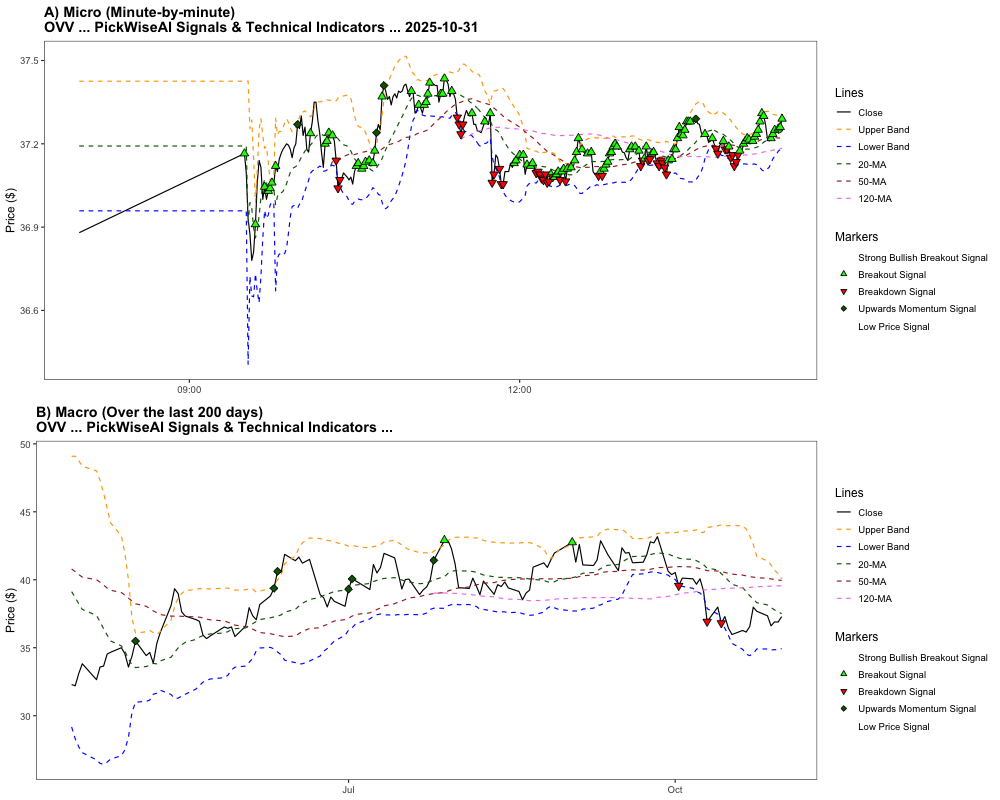 A) Micro (Minute-by-minute)
OVV ... PickWiseAI Signals & Technical Indicators ... 2025-10-31
37.5
37.2
36.9
36.6
Price ($)
09:00
12:00
Lines
Close
Upper Band
Lower Band
20-MA
50-MA
120-MA
Markers
Strong Bullish Breakout Signal
Breakout Signal
Breakdown Signal
Upwards Momentum Signal
Low Price Signal
B) Macro (Over the last 200 days)
OVV ... PickWiseAI Signals & Technical Indicators ...
50
45
40
35
30
Price ($)
Jul
Oct
Lines
Close
Upper Band
Lower Band
20-MA
50-MA
120-MA
Markers
Strong Bullish Breakout Signal
Breakout Signal
Breakdown Signal
Upwards Momentum Signal
Low Price Signal